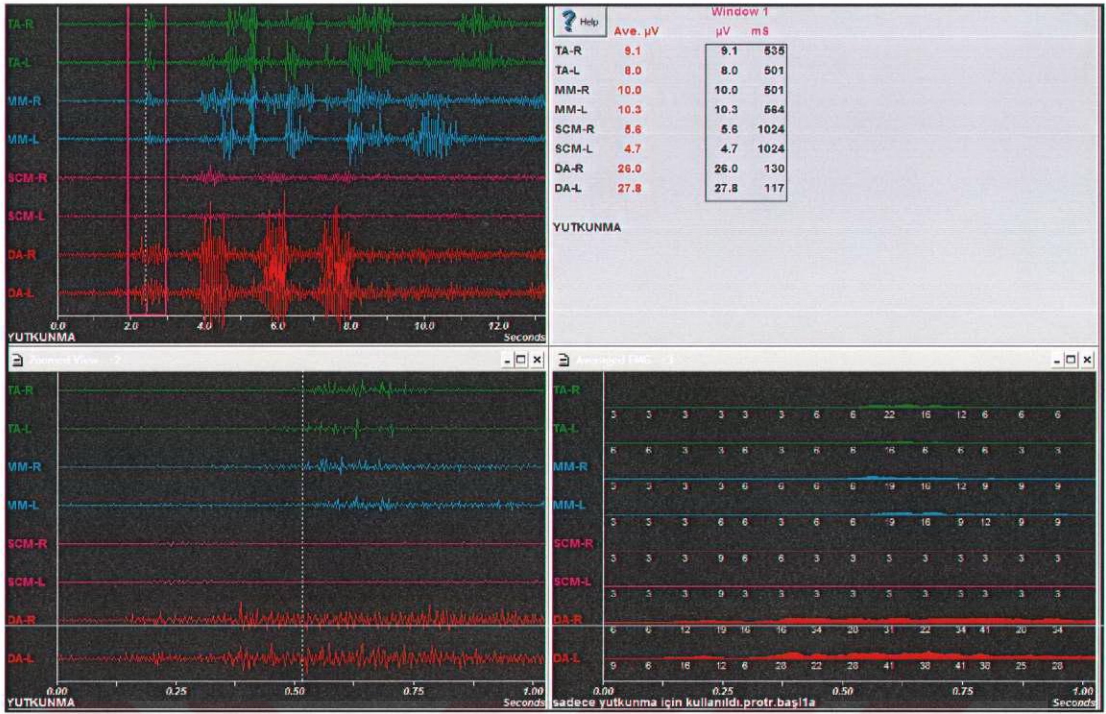 TA-R
TA-L
MM-R
MM-L
SCM-R
SCM-L
DA-R
DA-L
0.0 2.0 4.0 6.0 8.0 10.0 12.0
YUTKUNMA Seconds
Help
Window 1
Ave. µV µV mS
TA-R 9.1 9.1 535
TA-L 8.0 8.0 501
MM-R 10.0 10.0 501
MM-L 10.3 10.3 564
SCM-R 5.6 5.6 1024
SCM-L 4.7 4.7 1024
DA-R 26.0 26.0 130
DA-L 27.8 27.8 117
YUTKUNMA
Zoomed View - 2
TA-R
TA-L
MM-R
MM-L
SCM-R
SCM-L
DA-R
DA-L
0.00 0.25 0.50 0.75 1.00
YUTKUNMA Seconds
TA-R
3 3 3 3 3 3 6 6 22 16 12 6 6 6
TA-L
6 6 3 3 3 3 6 6 16 6 6 6 3 3
MM-R
3 3 3 3 6 6 6 6 19 16 12 9 9 9
MM-L
3 3 3 6 6 3 6 6 19 16 9 12 9 9
SCM-R
3 3 3 9 6 6 3 3 3 3 3 3 3 3
SCM-L
3 3 3 9 3 3 3 3 3 3 3 3 3 3
DA-R
6 6 12 19 16 16 34 28 31 22 34 41 28 34
DA-L
9 6 16 12 6 28 22 28 41 38 41 38 25 28
0.00 0.25 0.50 0.75 1.00
sadece yutkunma için kullanıldı.protr.başl1a Seconds